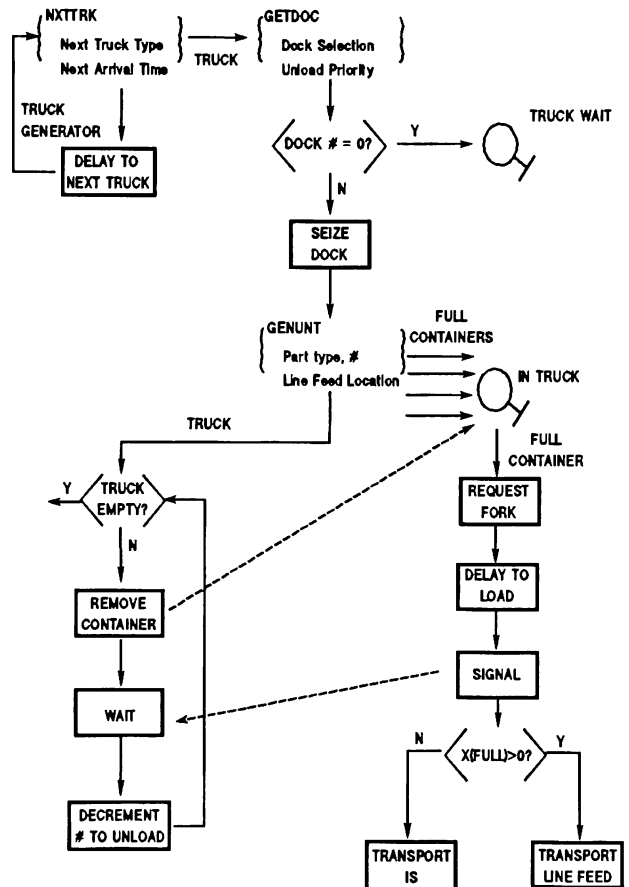 NXTTRK
Next Truck Type
Next Arrival Time
TRUCK
GETDOC
Dock Selection
Unload Priority
TRUCK
GENERATOR
DELAY TO
NEXT TRUCK
DOCK # = 0?
Y
TRUCK WAIT
N
SEIZE
DOCK
GENUNT
Part type, #
Line Feed Location
FULL
CONTAINERS
IN TRUCK
TRUCK
FULL
CONTAINER
Y
TRUCK
EMPTY?
N
REQUEST
FORK
REMOVE
CONTAINER
DELAY TO
LOAD
WAIT
SIGNAL
N
X(FULL)>0?
Y
DECREMENT
# TO UNLOAD
TRANSPORT
IS
TRANSPORT
LINE FEED